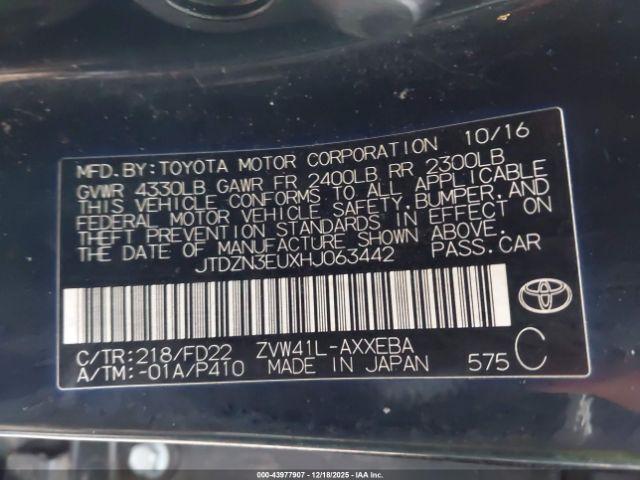 MFD.BY:TOYOTA MOTOR CORPORATION 10/16
GVWR 4330LB GAWR FR 2400LB RR 2300LB
THIS VEHICLE CONFORMS TO ALL APPLICABLE
FEDERAL MOTOR VEHICLE SAFETY,BUMPER,AND
THEFT PREVENTION STANDARDS IN EFFECT ON
THE DATE OF MANUFACTURE SHOWN ABOVE.
JTDZN3EUXHJ063442 PASS.CAR
C/TR:218/FD22 ZVW41L-AXXEBA
A/TM:-01A/P410 MADE IN JAPAN 575 C
000-43977907 - 12/18/2025 - IAA Inc.